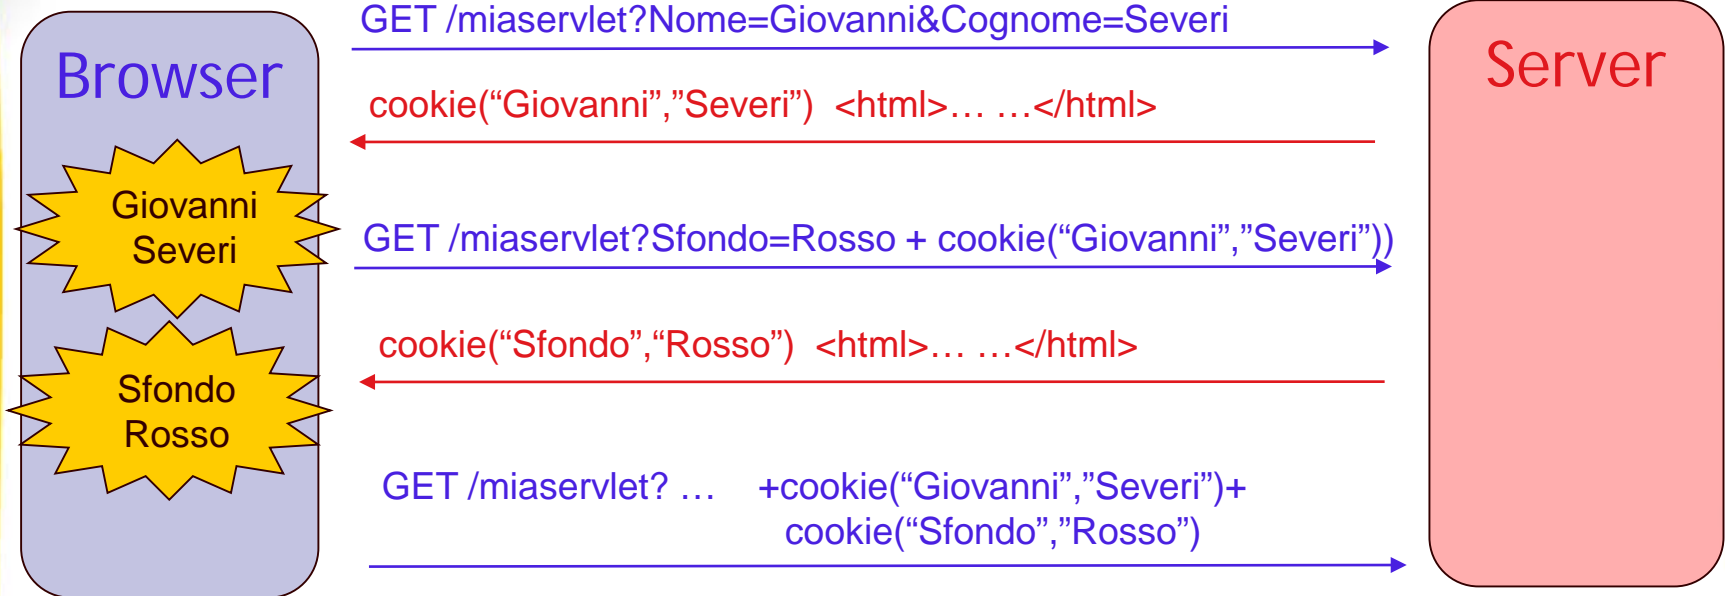 GET /miaservlet?Nome=Giovanni&Cognome=Severi
Browser
Server
cookie(“Giovanni”,”Severi”) <html>… …</html>
Giovanni
Severi
GET /miaservlet?Sfondo=Rosso + cookie(“Giovanni”,”Severi”))
cookie(“Sfondo”,“Rosso”) <html>… …</html>
Sfondo
Rosso
GET /miaservlet? … +cookie(“Giovanni”,”Severi”)+
cookie(“Sfondo”,”Rosso”)